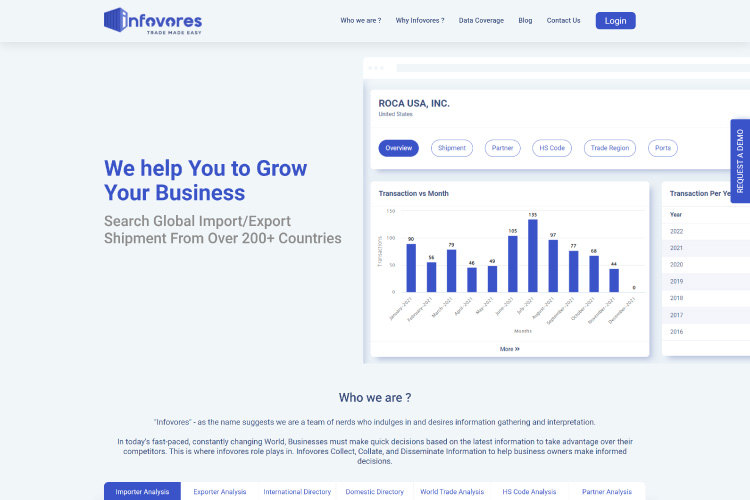 infovores
TRADE MADE EASY
Who we are ?
Why Infovores ?
Data Coverage
Blog
Contact Us
Login
ROCA USA, INC.
United States
Overview
Shipment
Partner
HS Code
Trade Region
Ports
REQUEST A DEMO
We help You to Grow
Your Business
Search Global Import/Export
Shipment From Over 200+ Countries
Transaction vs Month
Transactions
150
100
50
0
90
56
79
46
49
105
135
97
77
68
44
0
January-2021
February-2021
March-2021
April-2021
May-2021
June-2021
July-2021
August-2021
September-2021
October-2021
November-2021
December-2021
Months
More »
Transaction Per Ye
Year
2022
2021
2020
2019
2018
2017
2016
Who we are ?
"Infovores" - as the name suggests we are a team of nerds who indulges in and desires information gathering and interpretation.
In today's fast-paced, constantly changing World, Businesses must make quick decisions based on the latest information to take advantage over their
competitors. This is where infovores role plays in. Infovores Collect, Collate, and Disseminate Information to help business owners make informed
decisions.
Importer Analysis
Exporter Analysis
International Directory
Domestic Directory
World Trade Analysis
HS Code Analysis
Partner Analysis